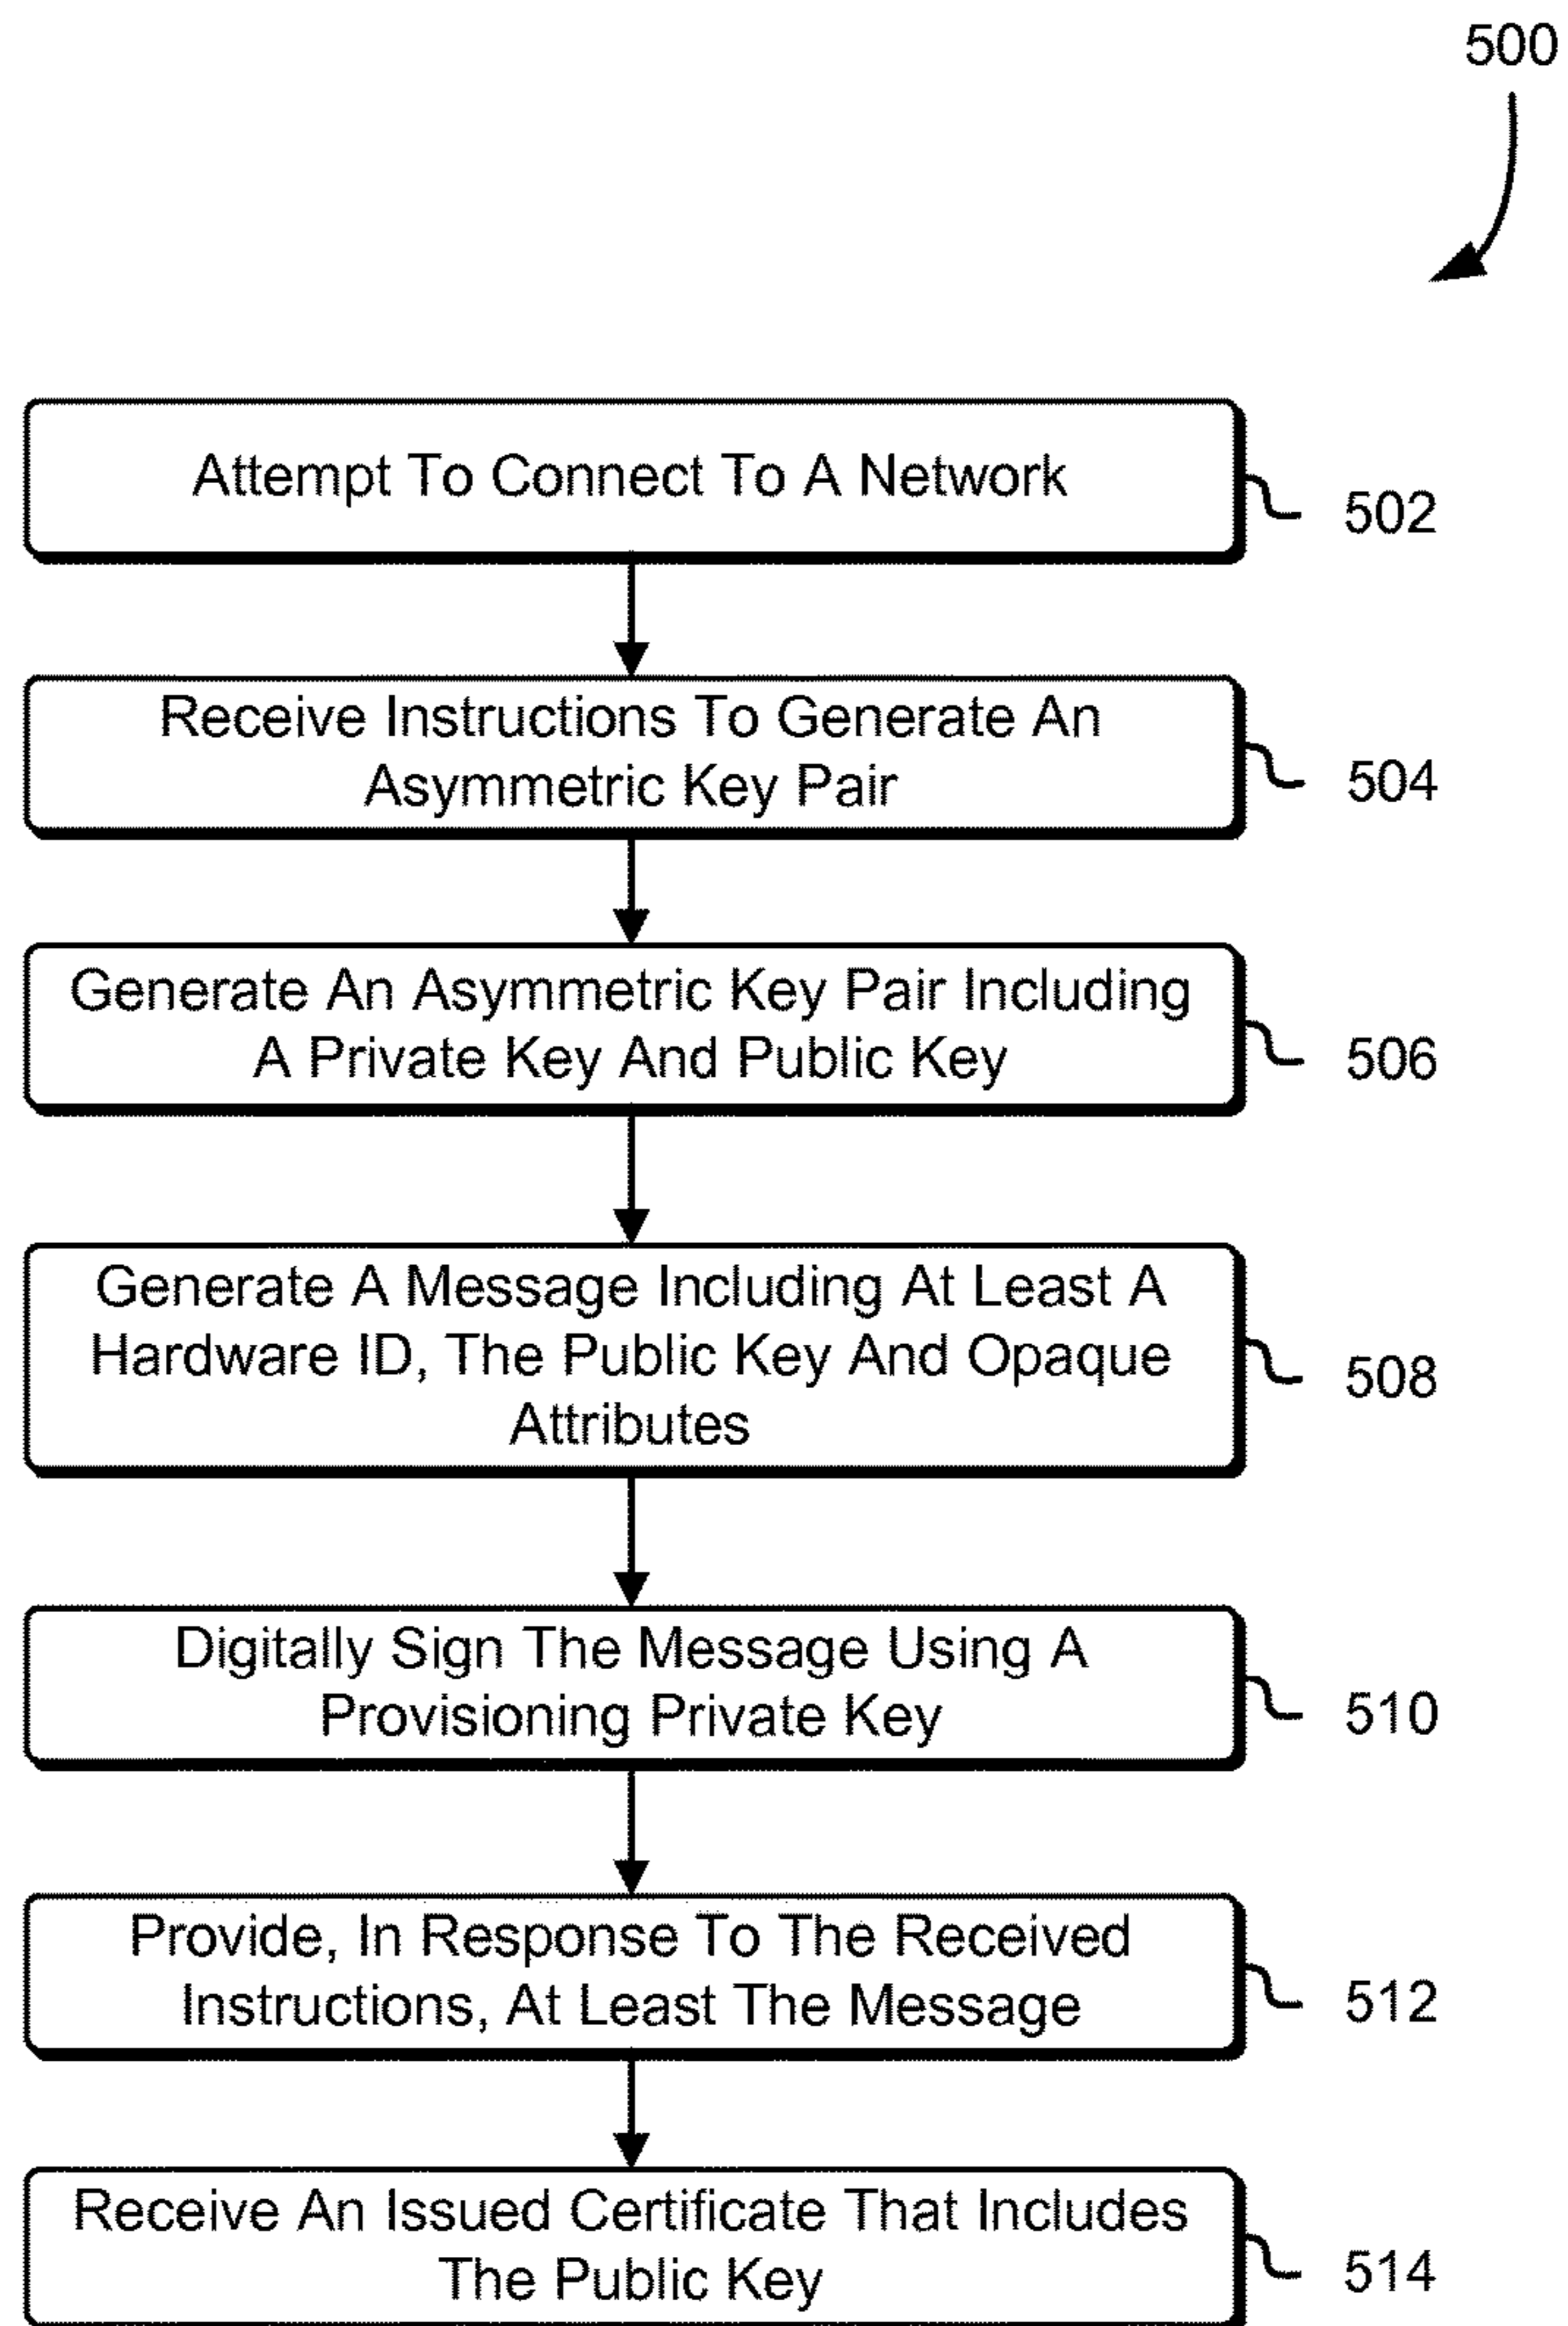 500
Attempt To Connect To A Network
502
Receive Instructions To Generate An
Asymmetric Key Pair
504
Generate An Asymmetric Key Pair Including
A Private Key And Public Key
506
Generate A Message Including At Least A
Hardware ID, The Public Key And Opaque
Attributes
508
Digitally Sign The Message Using A
Provisioning Private Key
510
Provide, In Response To The Received
Instructions, At Least The Message
512
Receive An Issued Certificate That Includes
The Public Key
514